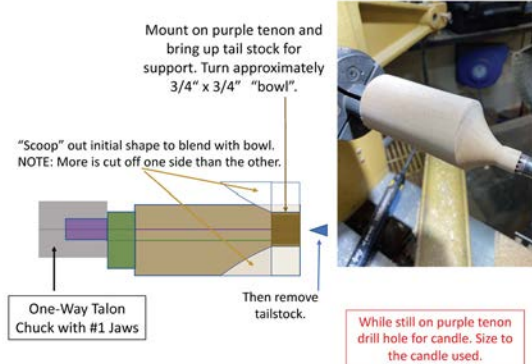 Mount on purple tenon and
bring up tail stock for
support. Turn approximately
3/4“ x 3/4”  “bowl”.
“Scoop” out initial shape to blend with bowl.
NOTE: More is cut off one side than the other.
One-Way Talon
Chuck with #1 Jaws
Then remove
tailstock.
While still on purple tenon
drill hole for candle. Size to
the candle used.